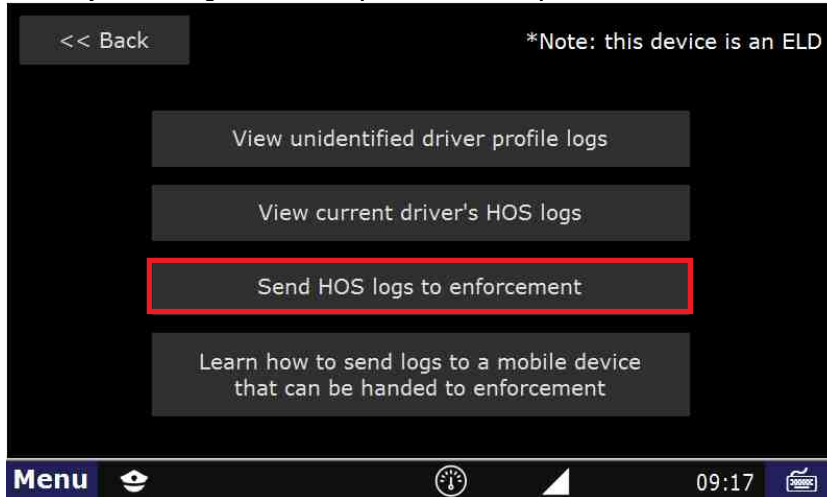 << Back
*Note: this device is an ELD
View unidentified driver profile logs
View current driver's HOS logs
Send HOS logs to enforcement
Learn how to send logs to a mobile device
that can be handed to enforcement
Menu
09:17